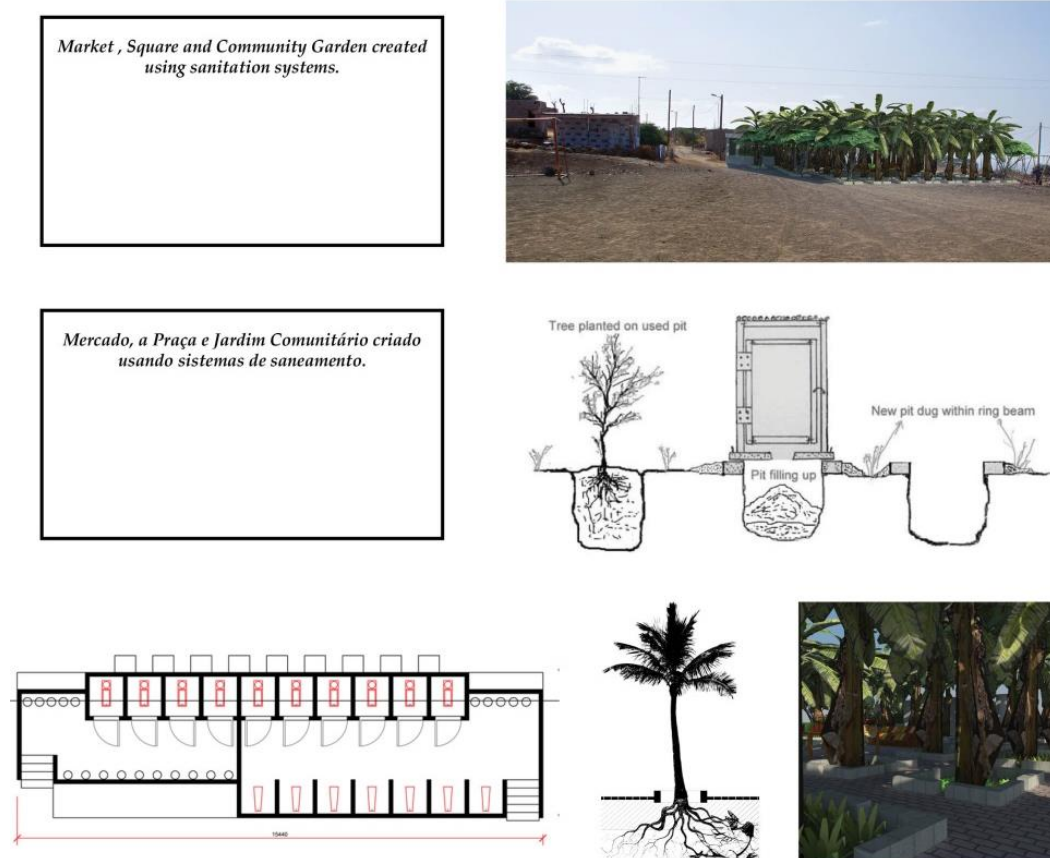 Market , Square and Community Garden created
using sanitation systems.
Mercado, a Praça e Jardim Comunitário criado
usando sistemas de saneamento.
Tree planted on used pit
New pit dug within ring beam
Pit filling up
15440